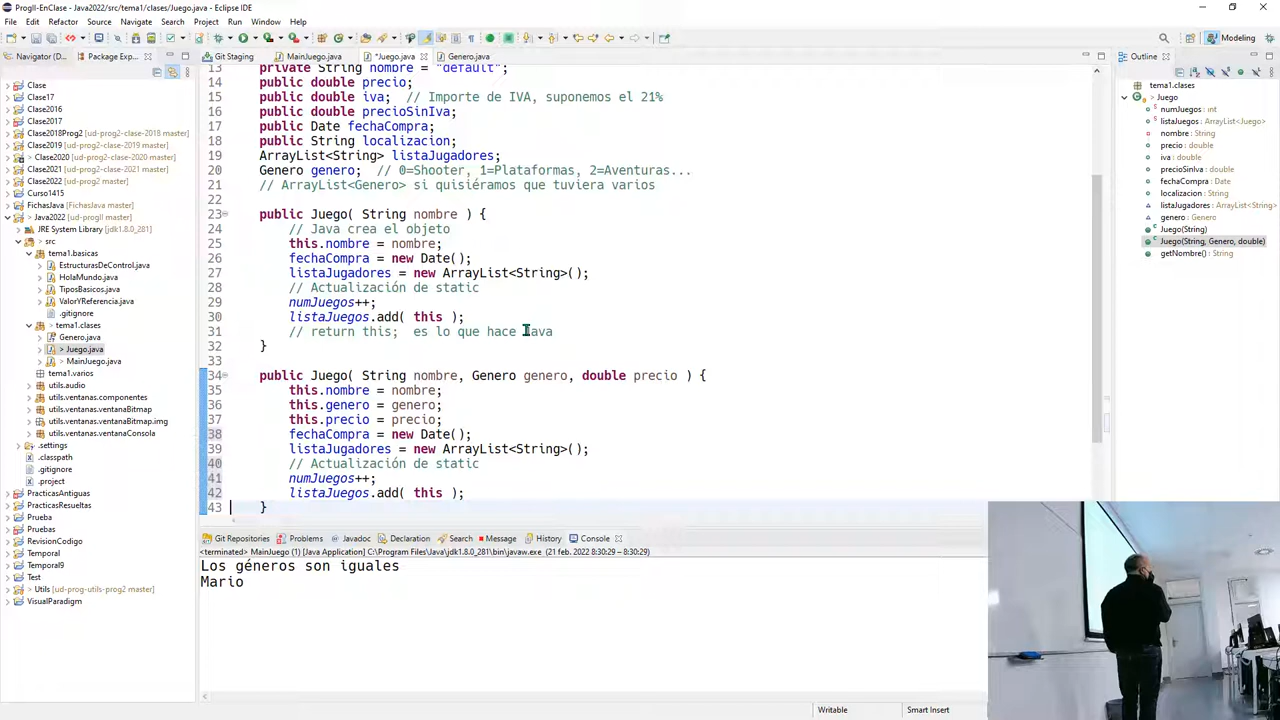 ProgII-EnClase - Java2022/src/tema1/clases/Juego.java - Eclipse IDE
File Edit Refactor Source Navigate Search Project Run Window Help
Modeling
Navigator (D... Package Exp...
Git Staging MainJuego.java *Juego.java Genero.java
Outline
Clase
Clase17
Clase2016
Clase2017
Clase2018Prog2 [ud-prog2-clase-2018 master]
Clase2019 [ud-prog2-clase-2019 master]
> Clase2020 [ud-prog2-clase-2020 master]
Clase2021 [ud-prog2-clase-2021 master]
Clase2022 [ud-prog2 master]
Curso1415
FichasJava [FichasJava master]
> Java2022 [ud-progII master]
JRE System Library [jdk1.8.0_281]
> src
tema1.basicas
EstructurasDeControl.java
HolaMundo.java
TiposBasicos.java
ValorYReferencia.java
.gitignore
> tema1.clases
Genero.java
> Juego.java
> MainJuego.java
tema1.varios
utils.audio
utils.ventanas.componentes
utils.ventanas.ventanaBitmap
utils.ventanas.ventanaBitmap.img
utils.ventanas.ventanaConsola
> .settings
.classpath
.gitignore
.project
PracticasAntiguas
PracticasResueltas
Prueba
Pruebas
RevisionCodigo
Temporal
Temporal9
Test
> Utils [ud-prog-utils-prog2 master]
VisualParadigm
13 private String nombre = "default";
14 public double precio;
15 public double iva; // Importe de IVA, suponemos el 21%
16 public double precioSinIva;
17 public Date fechaCompra;
18 public String localizacion;
19 ArrayList<String> listaJugadores;
20 Genero genero; // 0=Shooter, 1=Plataformas, 2=Aventuras...
21 // ArrayList<Genero> si quisiéramos que tuviera varios
22
23 public Juego( String nombre ) {
24 // Java crea el objeto
25 this.nombre = nombre;
26 fechaCompra = new Date();
27 listaJugadores = new ArrayList<String>();
28 // Actualización de static
29 numJuegos++;
30 listaJuegos.add( this );
31 // return this; es lo que hace Java
32 }
33
34 public Juego( String nombre, Genero genero, double precio ) {
35 this.nombre = nombre;
36 this.genero = genero;
37 this.precio = precio;
38 fechaCompra = new Date();
39 listaJugadores = new ArrayList<String>();
40 // Actualización de static
41 numJuegos++;
42 listaJuegos.add( this );
43 }
tema1.clases
Juego
numJuegos : int
listaJuegos : ArrayList<Juego>
nombre : String
precio : double
iva : double
precioSinIva : double
fechaCompra : Date
localizacion : String
listaJugadores : ArrayList<String>
genero : Genero
Juego(String)
Juego(String, Genero, double)
getNombre() : String
Git Repositories Problems Javadoc Declaration Search Message History Console
<terminated> MainJuego (1) [Java Application] C:\Program Files\Java\jdk1.8.0_281\bin\javaw.exe (21 feb. 2022 8:30:29 – 8:30:29)
Los géneros son iguales
Mario
Writable Smart Insert